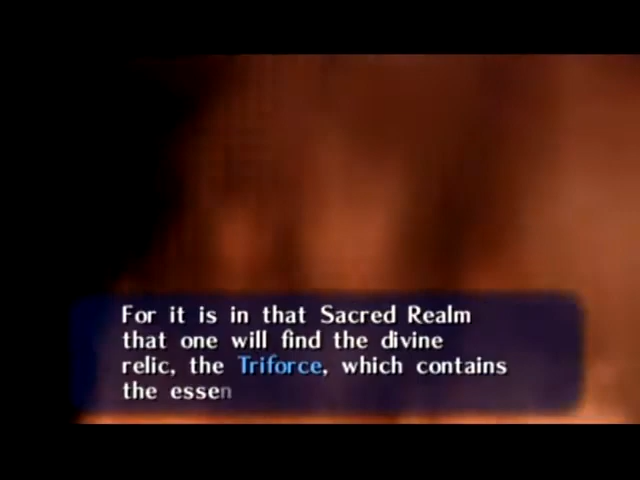 For it is in that Sacred Realm
that one will find the divine
relic, the Triforce, which contains
the essen